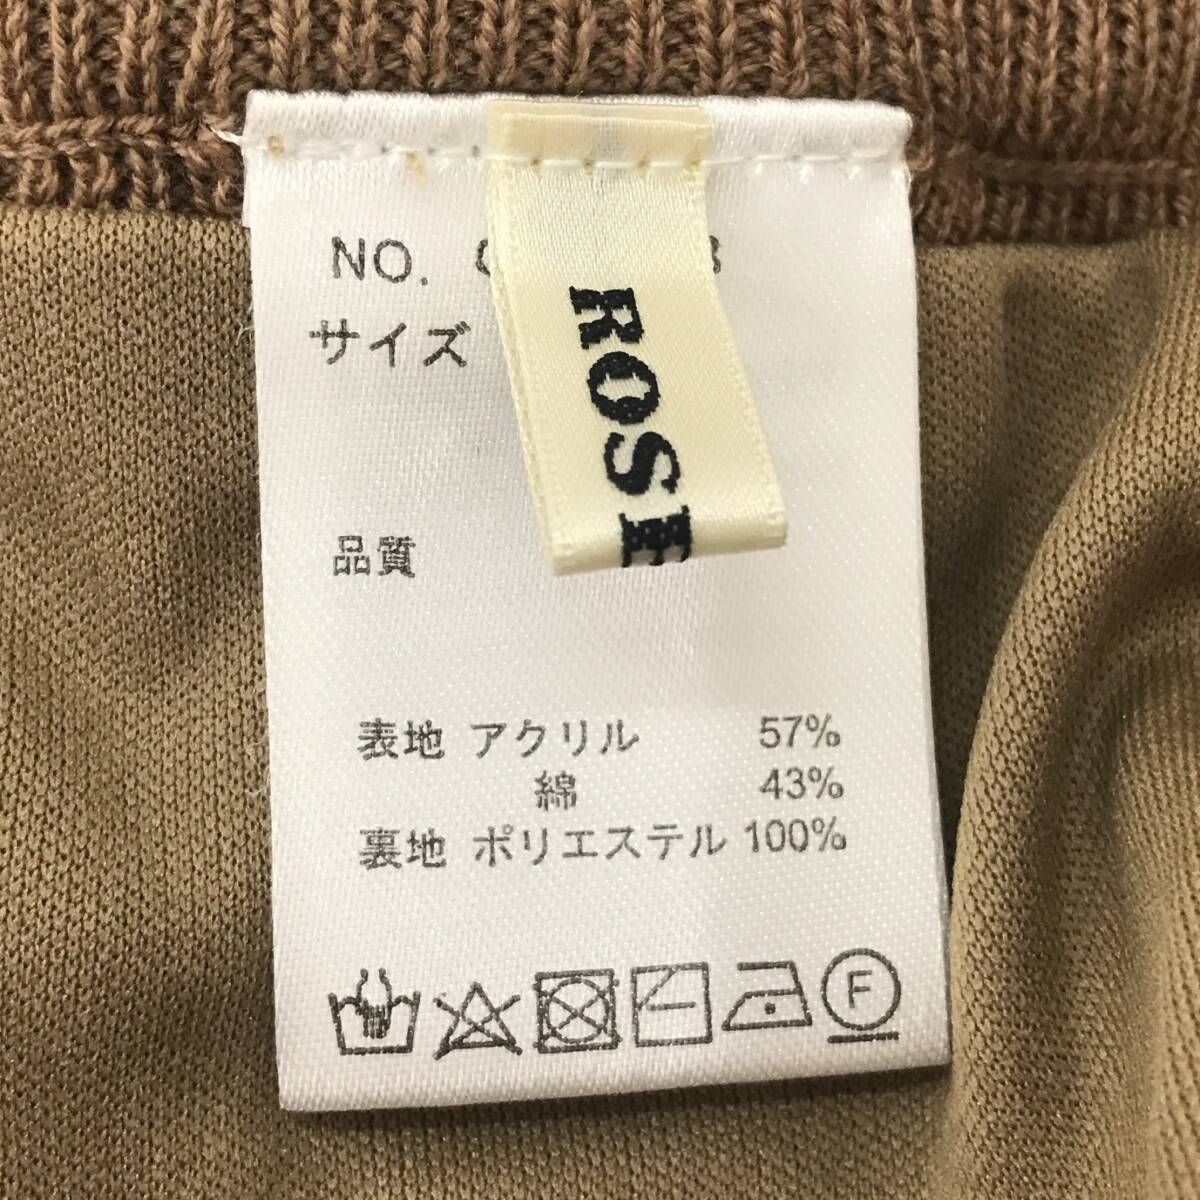 NO.
サイズ
ROSE
品質
表地 アクリル 57%
綿 43%
裏地 ポリエステル 100%
F